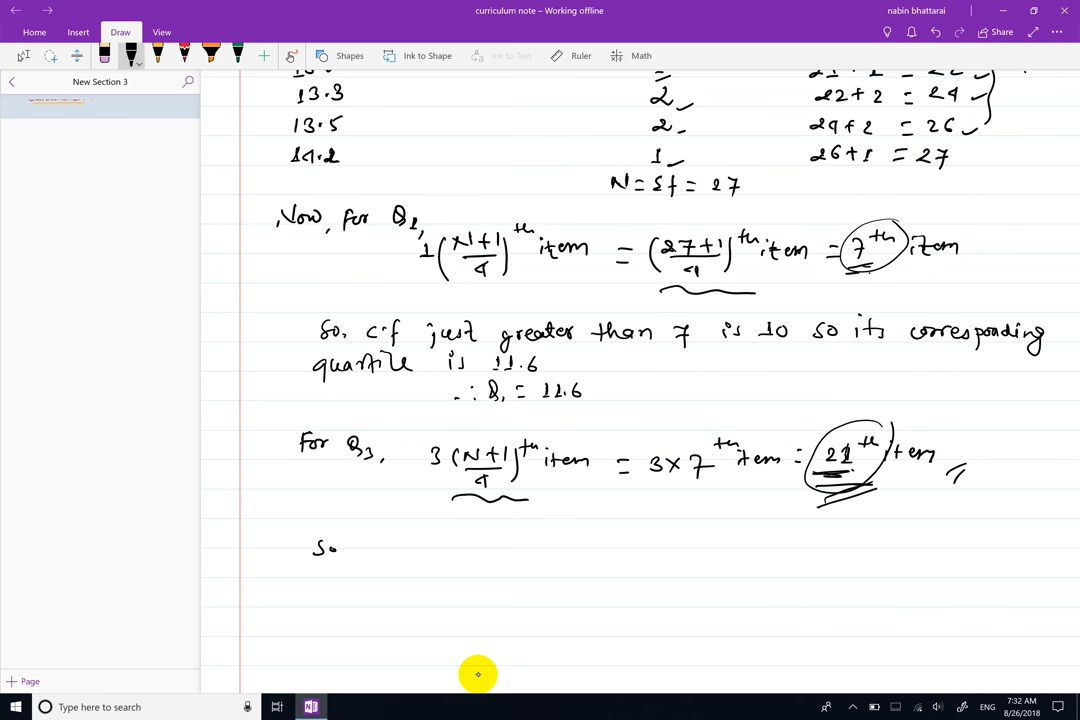 curriculum note – Working offline
nabin bhattarai
Home Insert Draw View
Share
Shapes Ink to Shape Ink to Text Ruler Math
New Section 3
21+1 = 22
13.3 2 22+2 = 24
13.5 2 24+2 = 26
14.2 1 26+1 = 27
N = Σf = 27
Now, for Q1,
1(N+1/4)th item = (27+1/4)th item = 7th item
So, c.f just greater than 7 is 10 so its corresponding
quartile is 11.6
∴ Q1 = 11.6
For Q3, 3(N+1/4)th item = 3×7th item = 21th item
So
+ Page
Type here to search
ENG
7:32 AM
8/26/2018